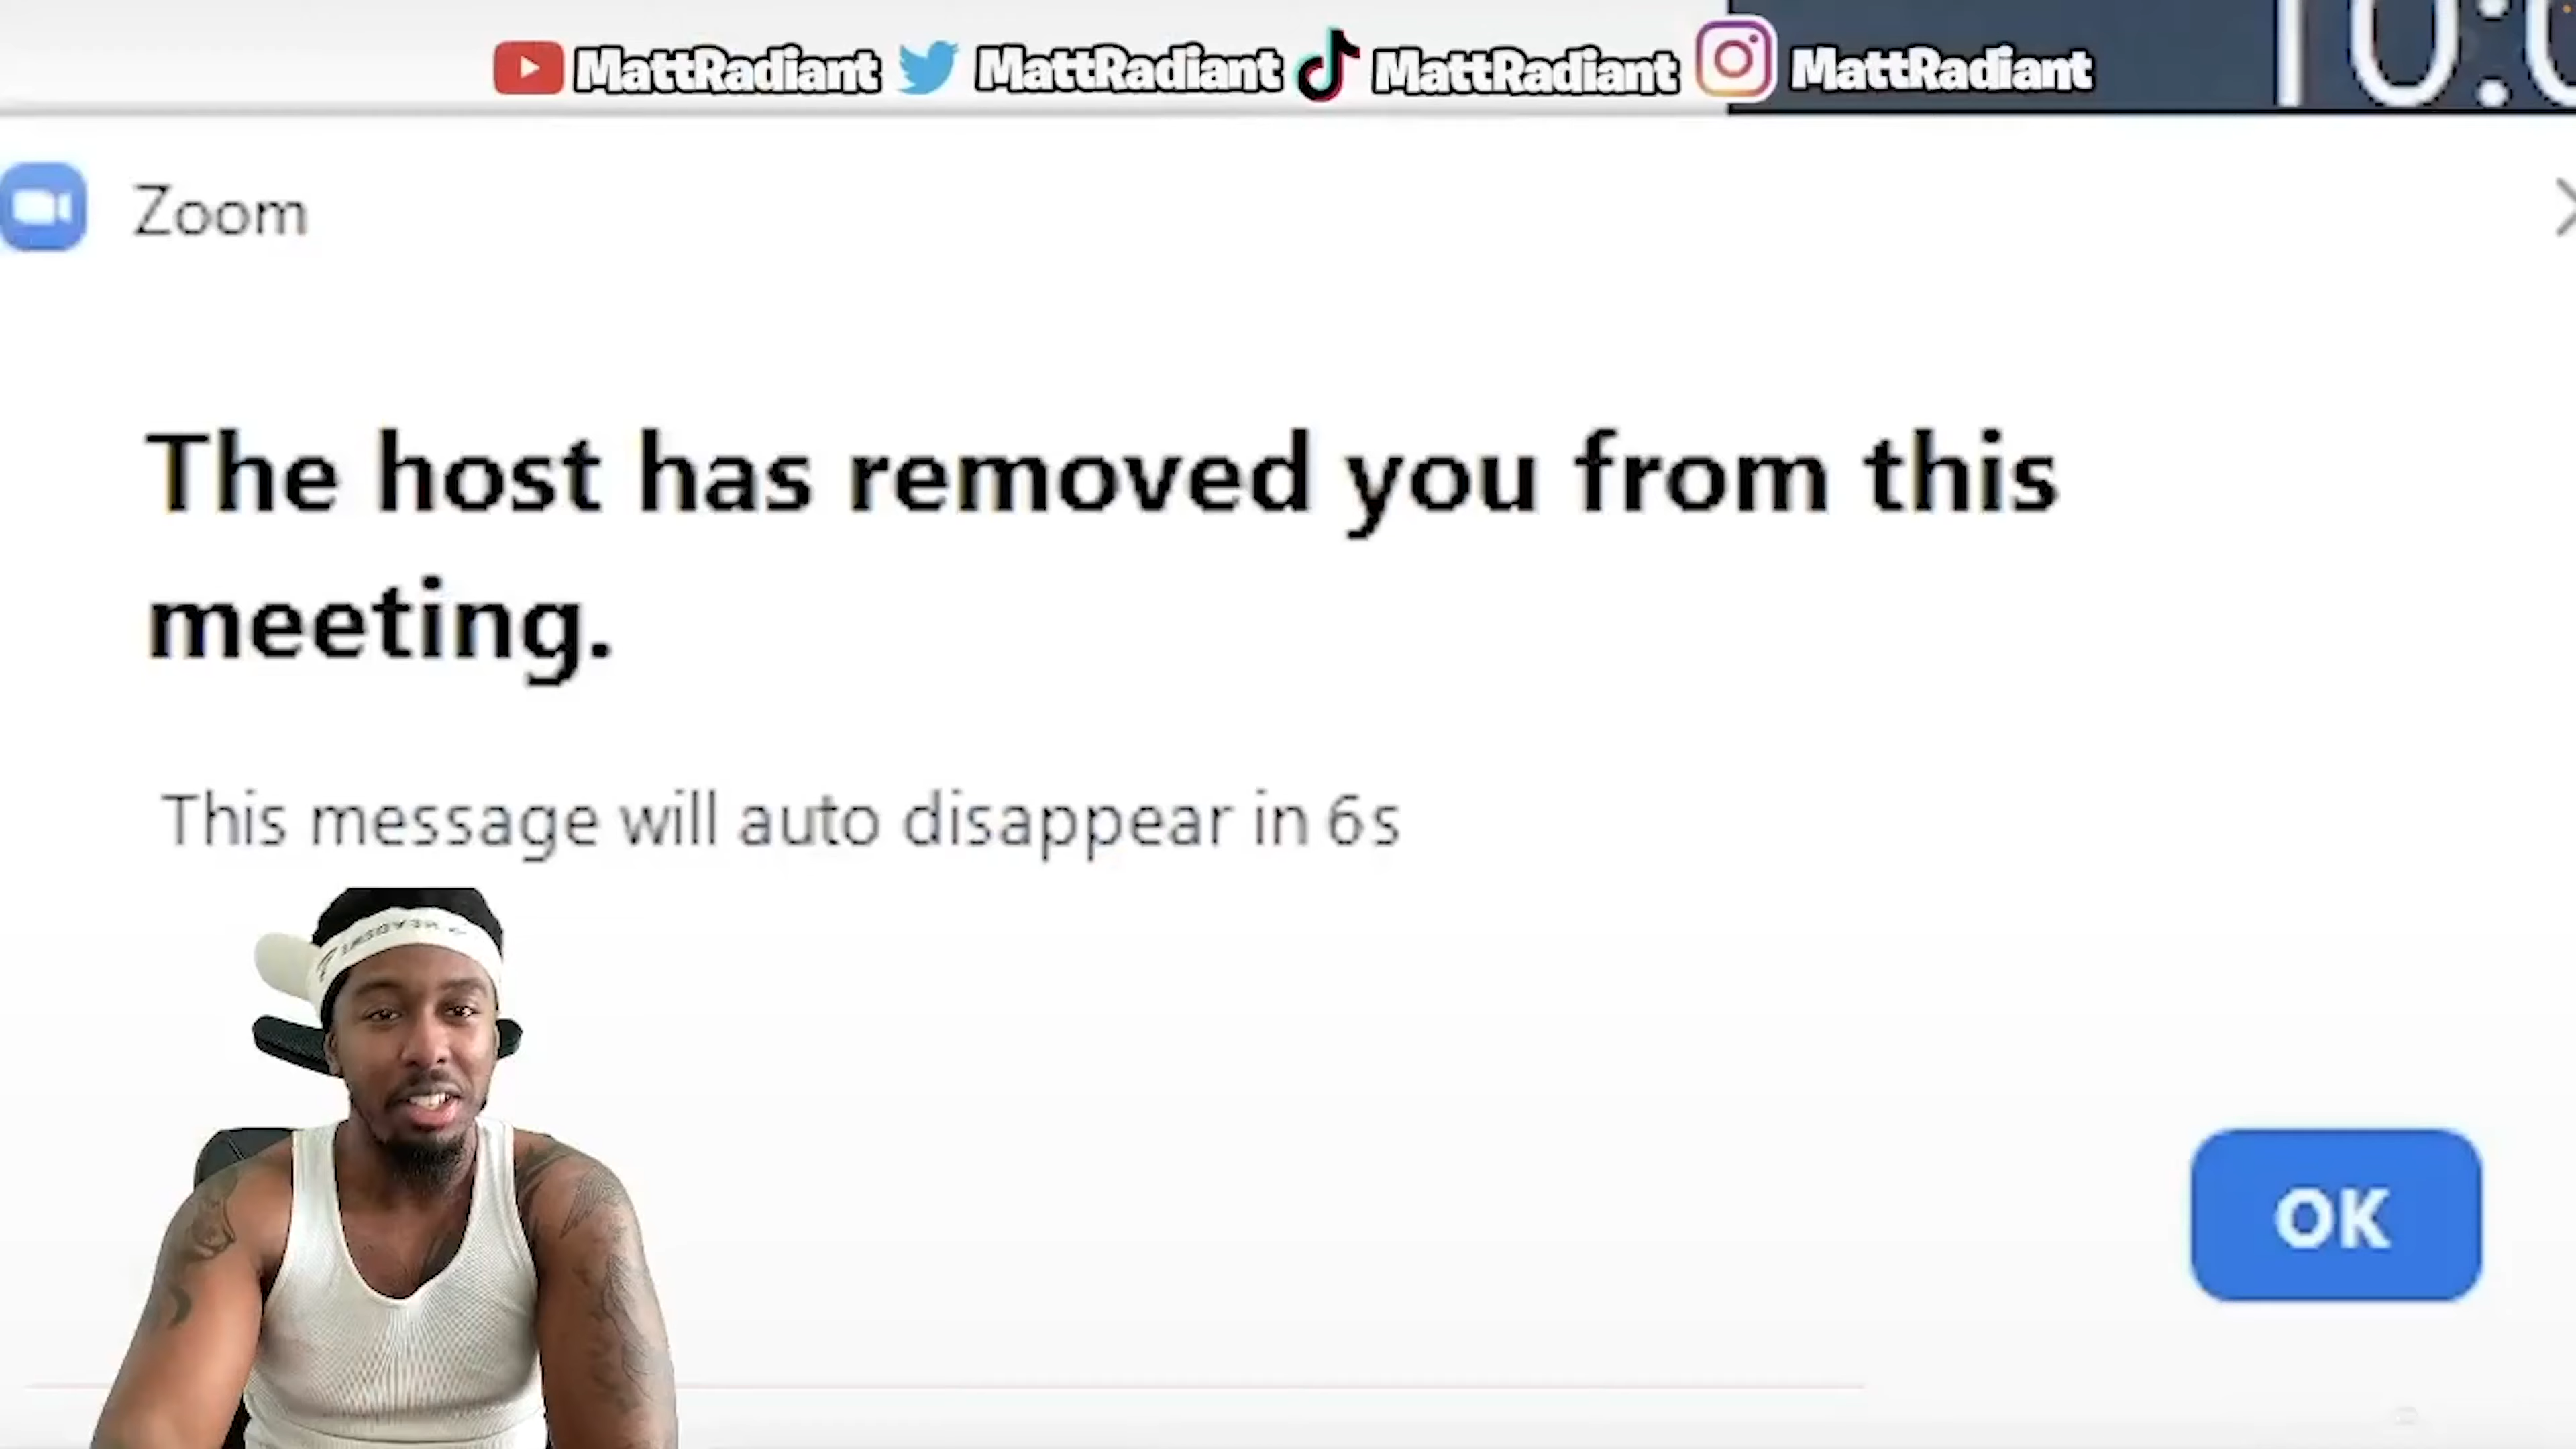 MattRadiant MattRadiant MattRadiant MattRadiant
Zoom
The host has removed you from this
meeting.
This message will auto disappear in 6s
OK